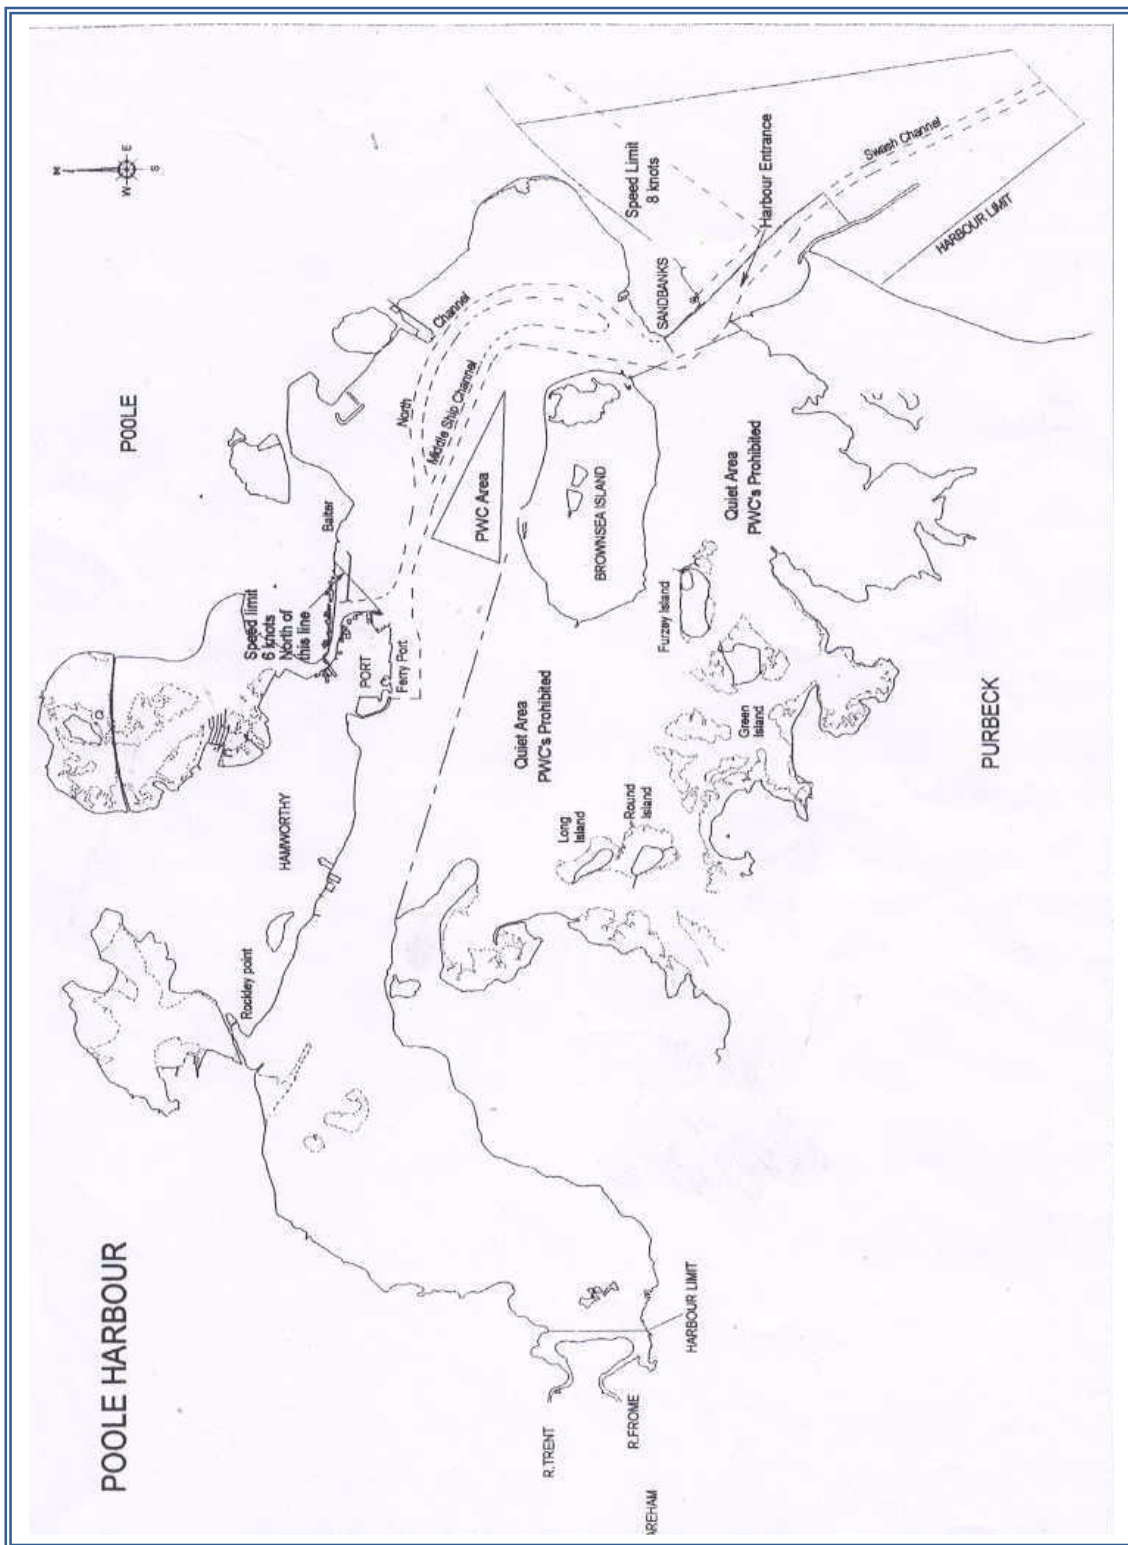 POOLE HARBOUR
N
W
E
S
POOLE
HAMWORTHY
Rockley point
Speed limit
6 knots
North of
this line
Baiter
PORT
Ferry Port
North
Channel
Middle Ship Channel
PWC Area
Speed Limit
8 knots
Harbour Entrance
Swash Channel
HARBOUR LIMIT
SANDBANKS
BROWNSEA ISLAND
Quiet Area
PWC's Prohibited
Furzey Island
Quiet Area
PWC's Prohibited
Green
Island
Long
Island
Round
Island
PURBECK
HARBOUR LIMIT
R.TRENT
R.FROME
AREHAM